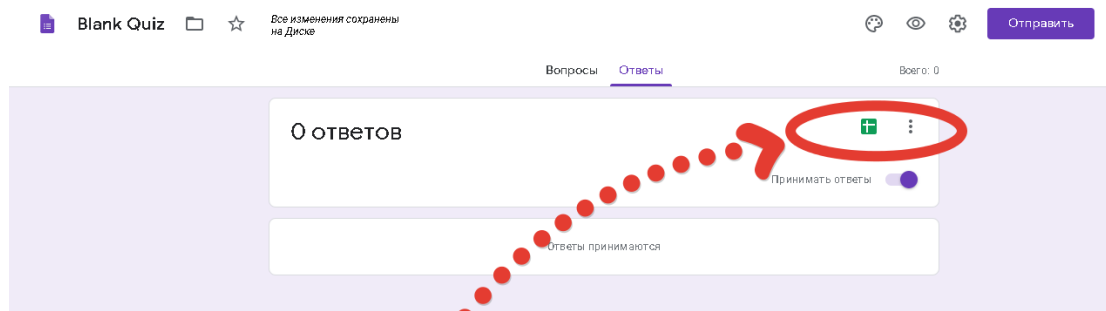 Blank Quiz
Все изменения сохранены
на Диске
Отправить
Вопросы Ответы
Всего: 0
0 ответов
Принимать ответы
Ответы принимаются